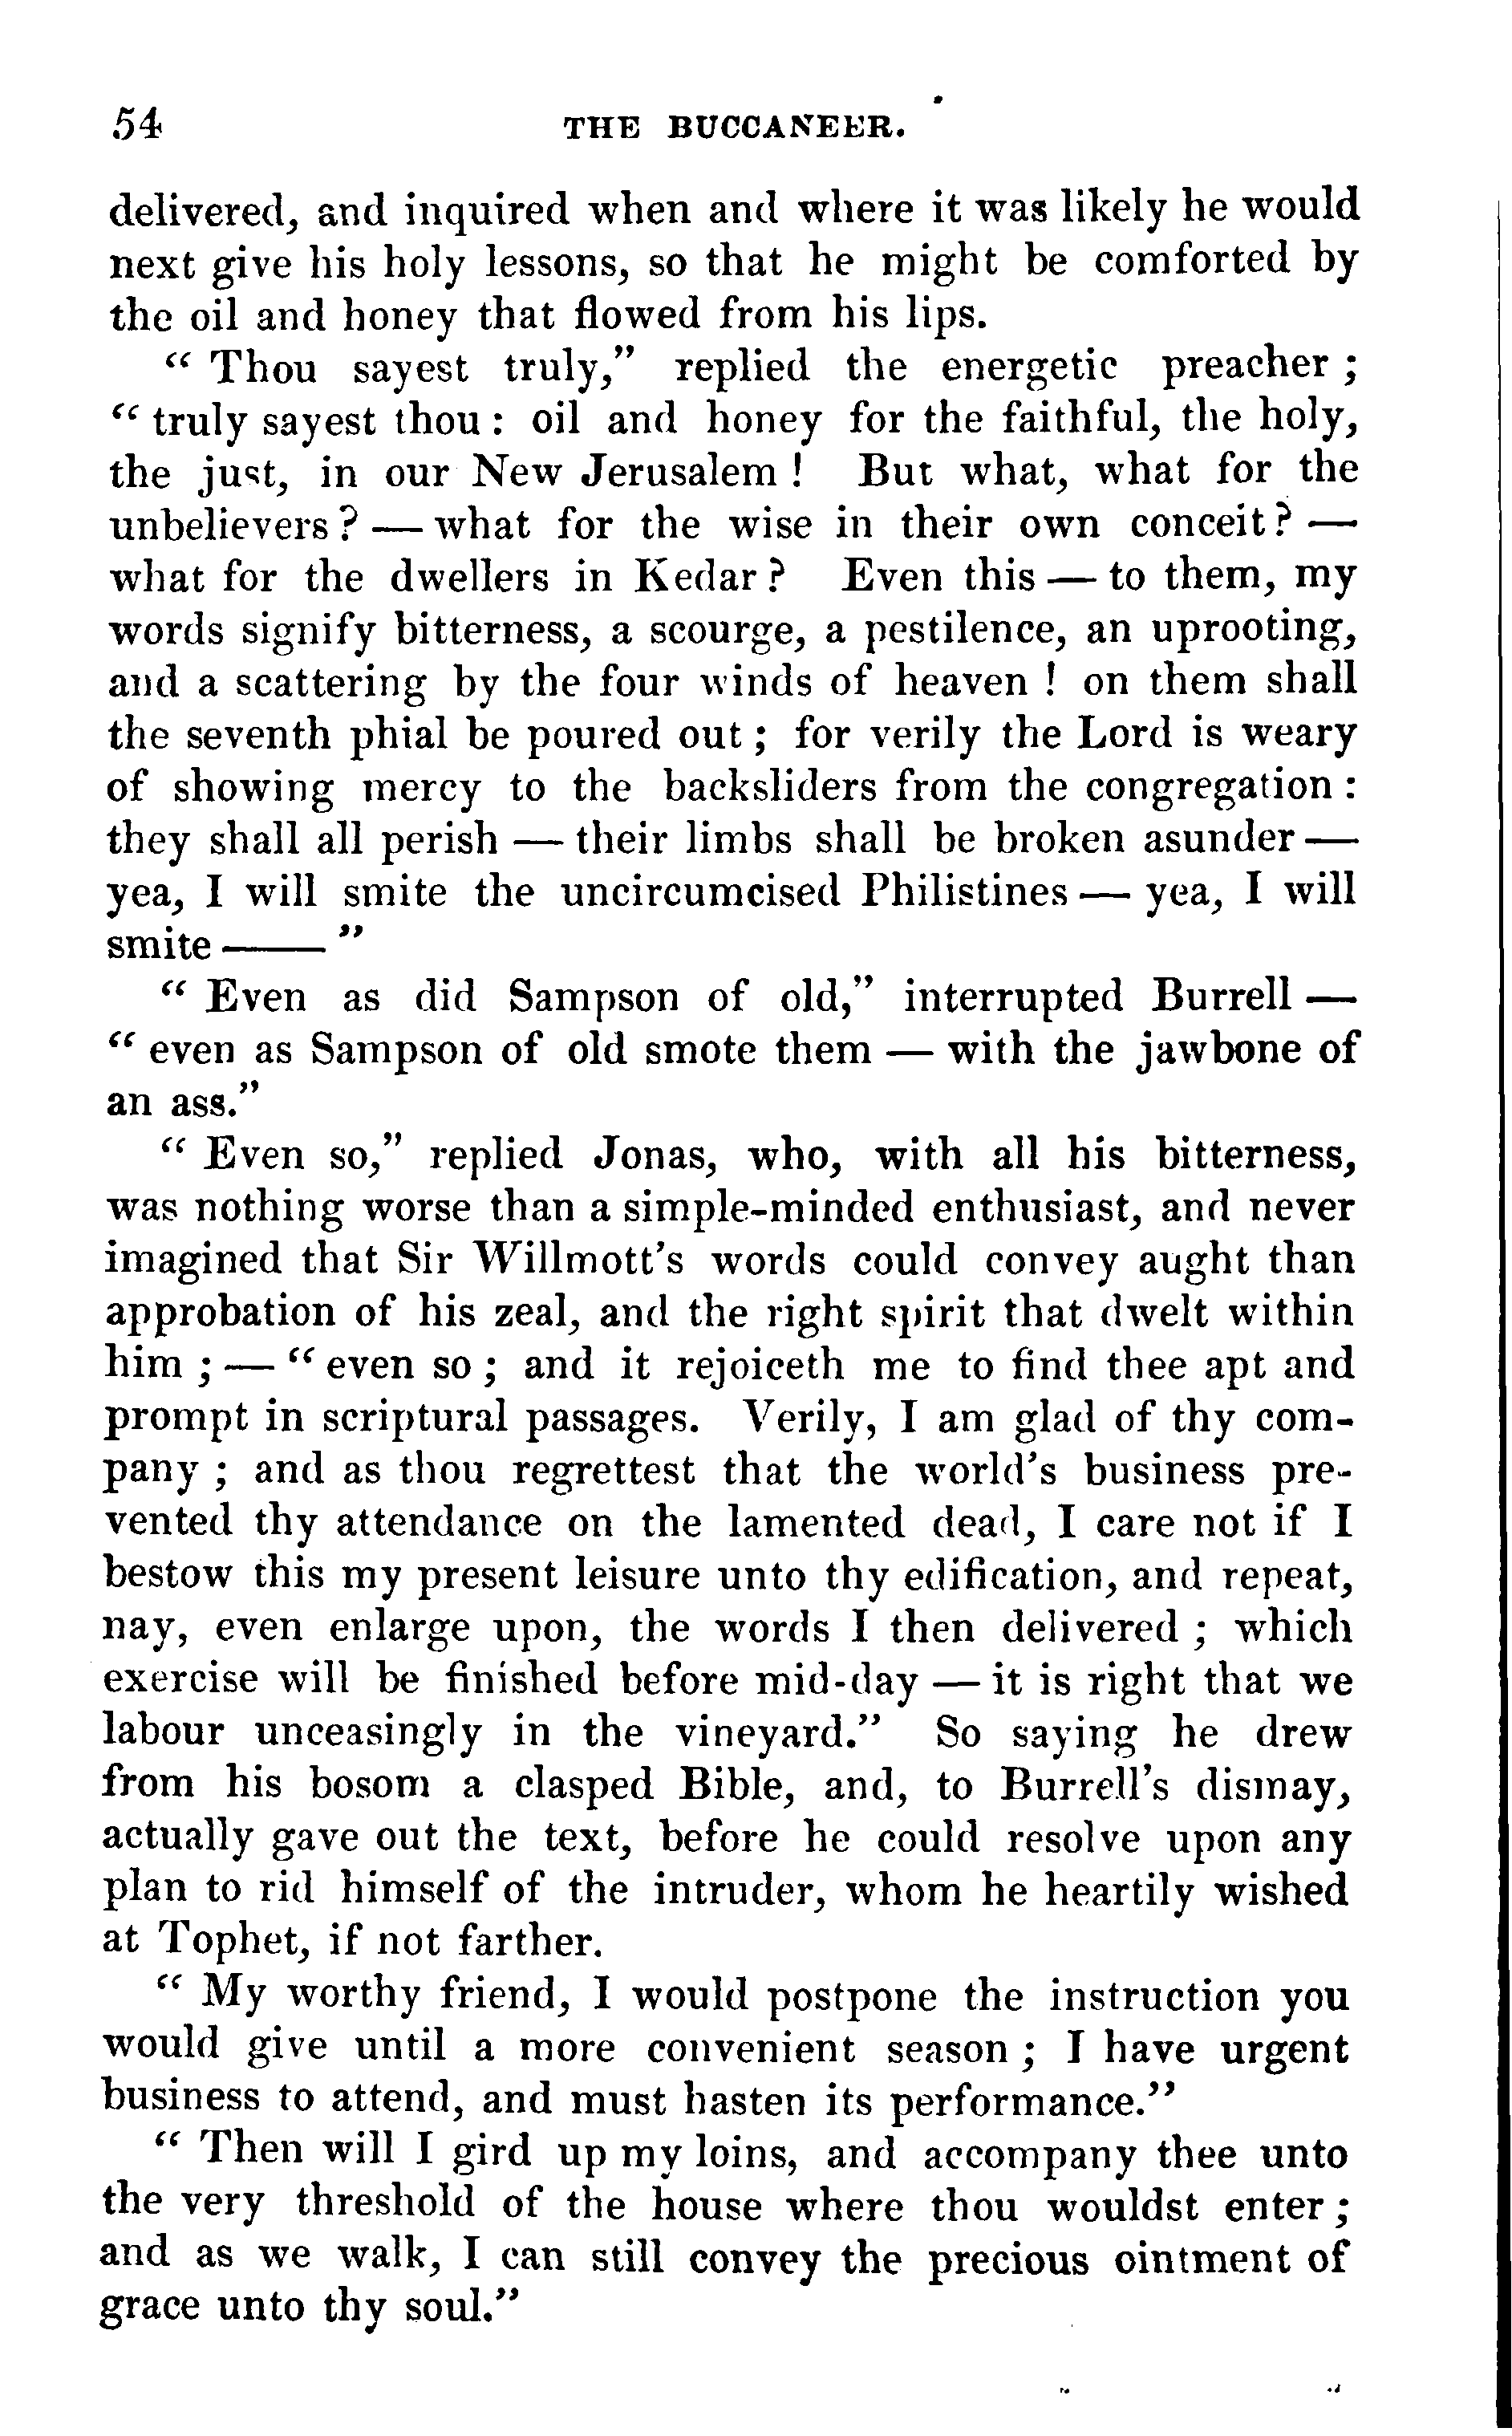 54 THE BUCCANEER.
delivered, and inquired when and where it was likely he would
next give his holy lessons, so that he might be comforted by
the oil and honey that flowed from his lips.
“ Thou sayest truly,” replied the energetic preacher ;
“ truly sayest thou : oil and honey for the faithful, the holy,
the just, in our New Jerusalem ! But what, what for the
unbelievers ? — what for the wise in their own conceit ? —
what for the dwellers in Kedar ? Even this — to them, my
words signify bitterness, a scourge, a pestilence, an uprooting,
and a scattering by the four winds of heaven ! on them shall
the seventh phial be poured out ; for verily the Lord is weary
of showing mercy to the backsliders from the congregation :
they shall all perish — their limbs shall be broken asunder —
yea, I will smite the uncircumcised Philistines — yea, I will
smite —— ”
“ Even as did Sampson of old,” interrupted Burrell —
“ even as Sampson of old smote them — with the jawbone of
an ass.”
“ Even so,” replied Jonas, who, with all his bitterness,
was nothing worse than a simple-minded enthusiast, and never
imagined that Sir Willmott's words could convey aught than
approbation of his zeal, and the right spirit that dwelt within
him ; — “ even so ; and it rejoiceth me to find thee apt and
prompt in scriptural passages. Verily, I am glad of thy com-
pany ; and as thou regrettest that the world's business pre-
vented thy attendance on the lamented dead, I care not if I
bestow this my present leisure unto thy edification, and repeat,
nay, even enlarge upon, the words I then delivered ; which
exercise will be finished before mid-day — it is right that we
labour unceasingly in the vineyard.” So saying he drew
from his bosom a clasped Bible, and, to Burrell's dismay,
actually gave out the text, before he could resolve upon any
plan to rid himself of the intruder, whom he heartily wished
at Tophet, if not farther.
“ My worthy friend, I would postpone the instruction you
would give until a more convenient season ; I have urgent
business to attend, and must hasten its performance.”
“ Then will I gird up my loins, and accompany thee unto
the very threshold of the house where thou wouldst enter ;
and as we walk, I can still convey the precious ointment of
grace unto thy soul.”